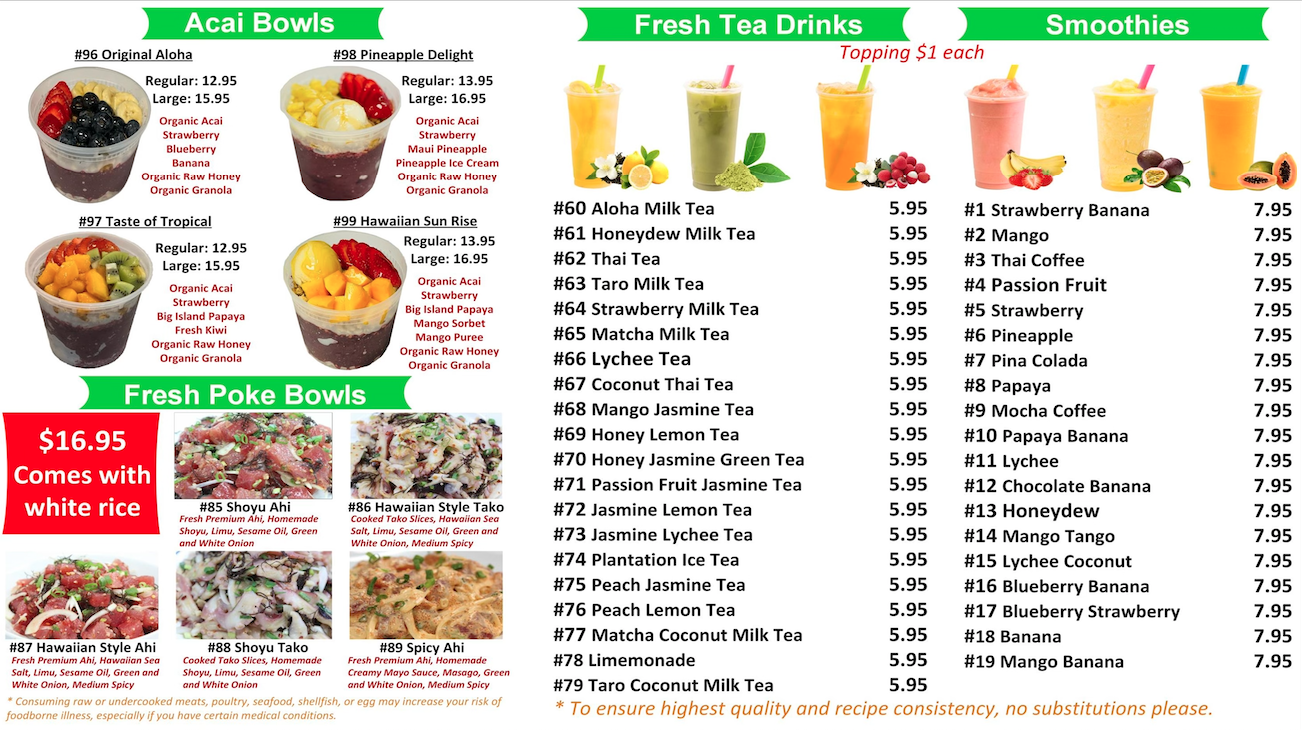 Acai Bowls
#96 Original Aloha
Regular: 12.95
Large: 15.95
Organic Acai
Strawberry
Blueberry
Banana
Organic Raw Honey
Organic Granola
#98 Pineapple Delight
Regular: 13.95
Large: 16.95
Organic Acai
Strawberry
Maui Pineapple
Pineapple Ice Cream
Organic Raw Honey
Organic Granola
#97 Taste of Tropical
Regular: 12.95
Large: 15.95
Organic Acai
Strawberry
Big Island Papaya
Fresh Kiwi
Organic Raw Honey
Organic Granola
#99 Hawaiian Sun Rise
Regular: 13.95
Large: 16.95
Organic Acai
Strawberry
Big Island Papaya
Mango Sorbet
Mango Puree
Organic Raw Honey
Organic Granola
Fresh Poke Bowls
$16.95
Comes with
white rice
#85 Shoyu Ahi
Fresh Premium Ahi, Homemade
Shoyu, Limu, Sesame Oil, Green
and White Onion
#86 Hawaiian Style Tako
Cooked Tako Slices, Hawaiian Sea
Salt, Limu, Sesame Oil, Green and
White Onion, Medium Spicy
#87 Hawaiian Style Ahi
Fresh Premium Ahi, Hawaiian Sea
Salt, Limu, Sesame Oil, Green and
White Onion, Medium Spicy
#88 Shoyu Tako
Cooked Tako Slices, Homemade
Shoyu, Limu, Sesame Oil, Green
and White Onion
#89 Spicy Ahi
Fresh Premium Ahi, Homemade
Creamy Mayo Sauce, Masago, Green
and White Onion, Medium Spicy
* Consuming raw or undercooked meats, poultry, seafood, shellfish, or egg may increase your risk of
foodborne illness, especially if you have certain medical conditions.
Fresh Tea Drinks
Topping $1 each
#60 Aloha Milk Tea 5.95
#61 Honeydew Milk Tea 5.95
#62 Thai Tea 5.95
#63 Taro Milk Tea 5.95
#64 Strawberry Milk Tea 5.95
#65 Matcha Milk Tea 5.95
#66 Lychee Tea 5.95
#67 Coconut Thai Tea 5.95
#68 Mango Jasmine Tea 5.95
#69 Honey Lemon Tea 5.95
#70 Honey Jasmine Green Tea 5.95
#71 Passion Fruit Jasmine Tea 5.95
#72 Jasmine Lemon Tea 5.95
#73 Jasmine Lychee Tea 5.95
#74 Plantation Ice Tea 5.95
#75 Peach Jasmine Tea 5.95
#76 Peach Lemon Tea 5.95
#77 Matcha Coconut Milk Tea 5.95
#78 Limemonade 5.95
#79 Taro Coconut Milk Tea 5.95
Smoothies
#1 Strawberry Banana 7.95
#2 Mango 7.95
#3 Thai Coffee 7.95
#4 Passion Fruit 7.95
#5 Strawberry 7.95
#6 Pineapple 7.95
#7 Pina Colada 7.95
#8 Papaya 7.95
#9 Mocha Coffee 7.95
#10 Papaya Banana 7.95
#11 Lychee 7.95
#12 Chocolate Banana 7.95
#13 Honeydew 7.95
#14 Mango Tango 7.95
#15 Lychee Coconut 7.95
#16 Blueberry Banana 7.95
#17 Blueberry Strawberry 7.95
#18 Banana 7.95
#19 Mango Banana 7.95
* To ensure highest quality and recipe consistency, no substitutions please.